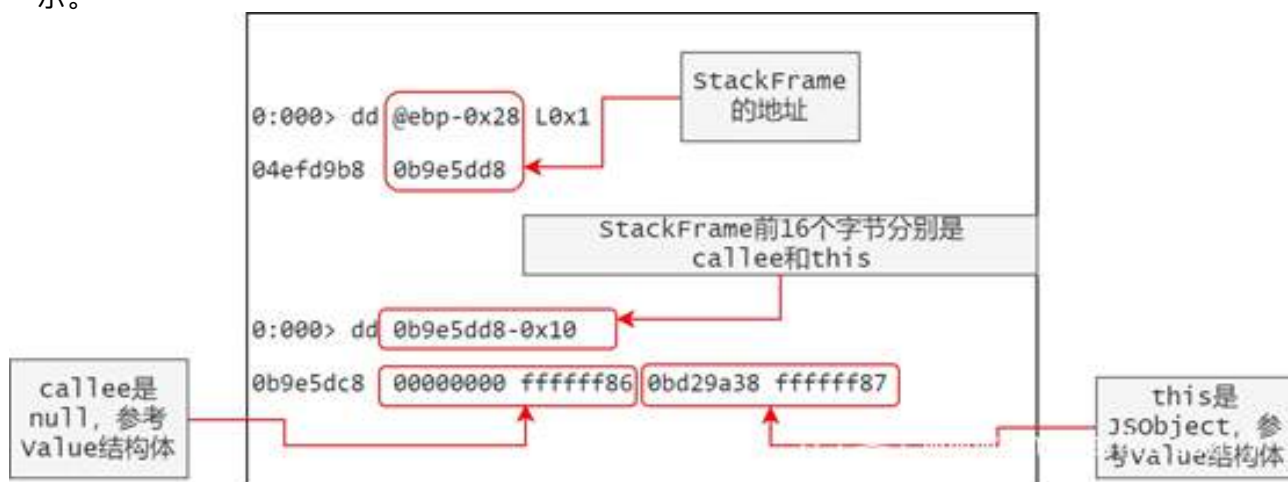 示。
StackFrame
的地址
0:000> dd @ebp-0x28 L0x1
04efd9b8 0b9e5dd8
StackFrame前16个字节分别是
callee和this
0:000> dd 0b9e5dd8-0x10
0b9e5dc8 00000000 ffffff86 0bd29a38 ffffff87
callee是
null, 参考
Value结构体
this是
JSObject, 参
考Value结构体